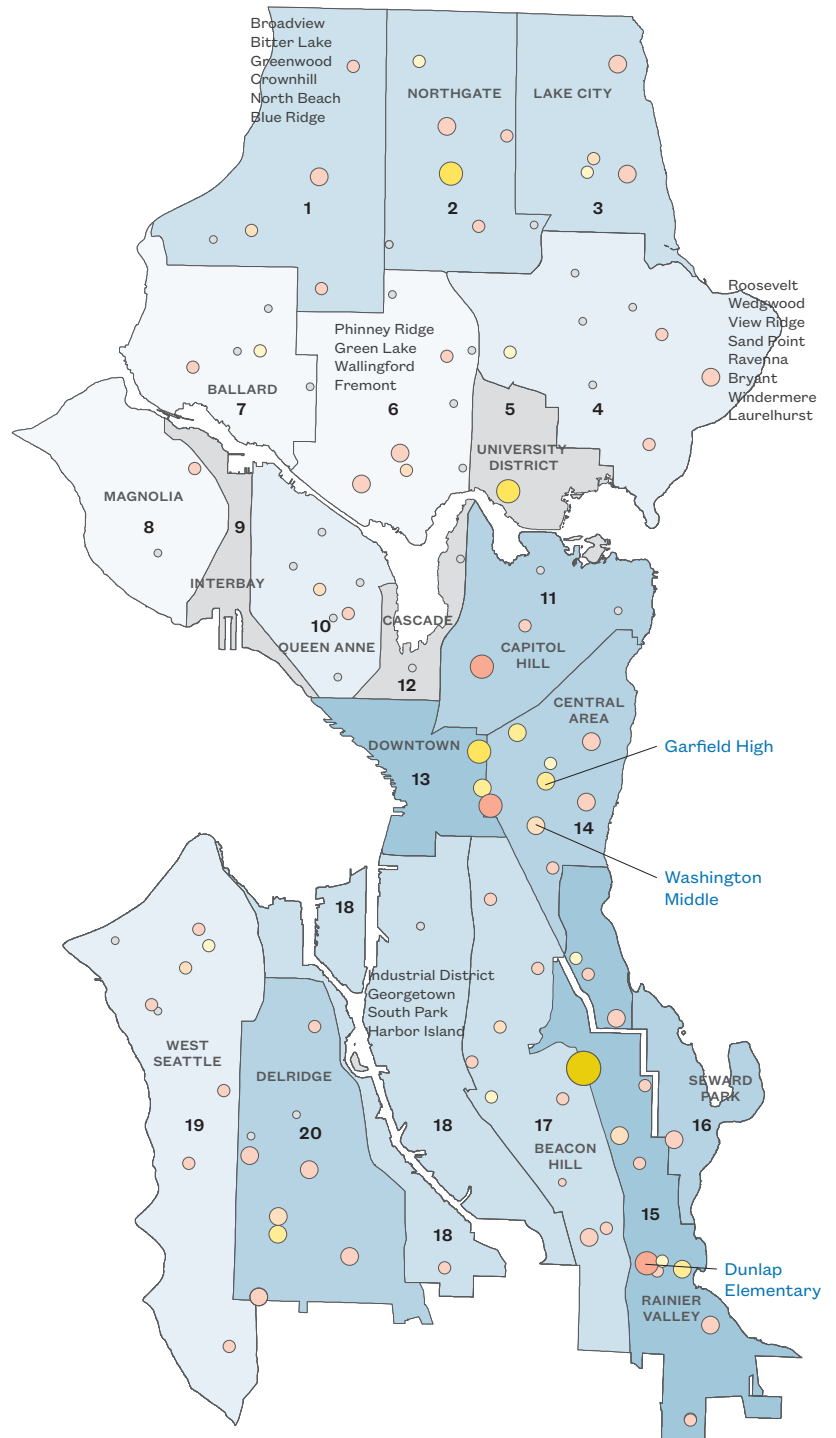 Broadview
Bitter Lake
Greenwood
Crownhill
North Beach
Blue Ridge
NORTHGATE
LAKE CITY
1
2
3
Roosevelt
Wedgwood
View Ridge
Sand Point
Ravenna
Bryant
Windermere
Laurelhurst
Phinney Ridge
Green Lake
Wallingford
Fremont
BALLARD
7
6
5
4
UNIVERSITY
DISTRICT
MAGNOLIA
8
9
INTERBAY
10
QUEEN ANNE
CASCADE
12
11
CAPITOL
HILL
CENTRAL
AREA
DOWNTOWN
13
Garfield High
14
Washington
Middle
18
Industrial District
Georgetown
South Park
Harbor Island
WEST
SEATTLE
DELRIDGE
SEWARD
PARK
19
20
18
17
16
BEACON
HILL
15
18
Dunlap
Elementary
RAINIER
VALLEY